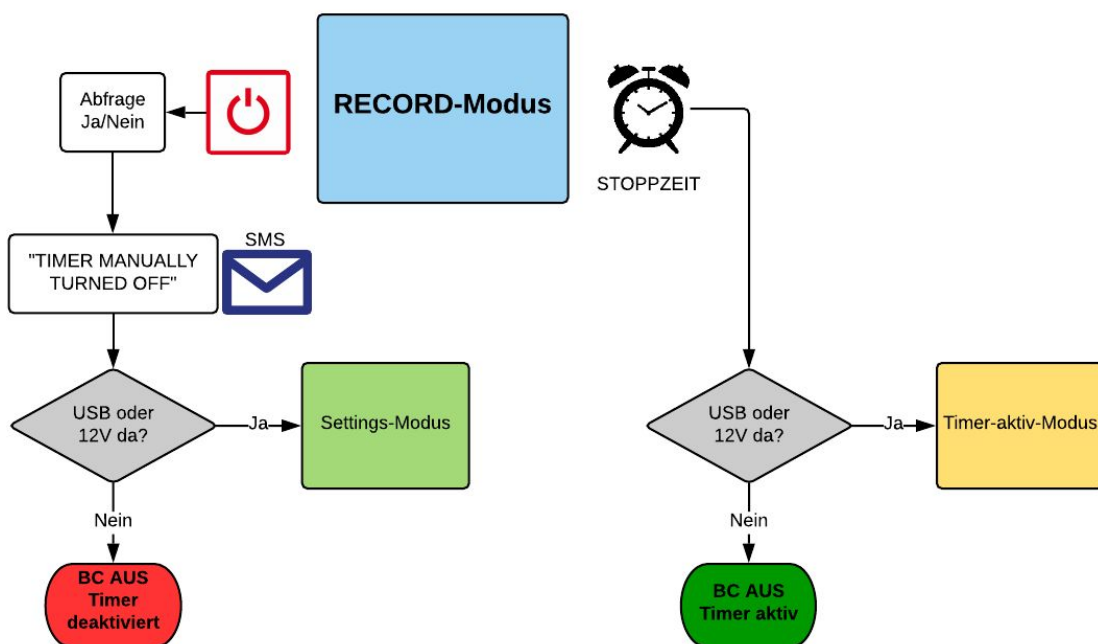 Abfrage
Ja/Nein
RECORD-Modus
STOPPZEIT
"TIMER MANUALLY
TURNED OFF"
SMS
USB oder
12V da?
Ja
Settings-Modus
USB oder
12V da?
Ja
Timer-aktiv-Modus
Nein
Nein
BC AUS
Timer
deaktiviert
BC AUS
Timer aktiv